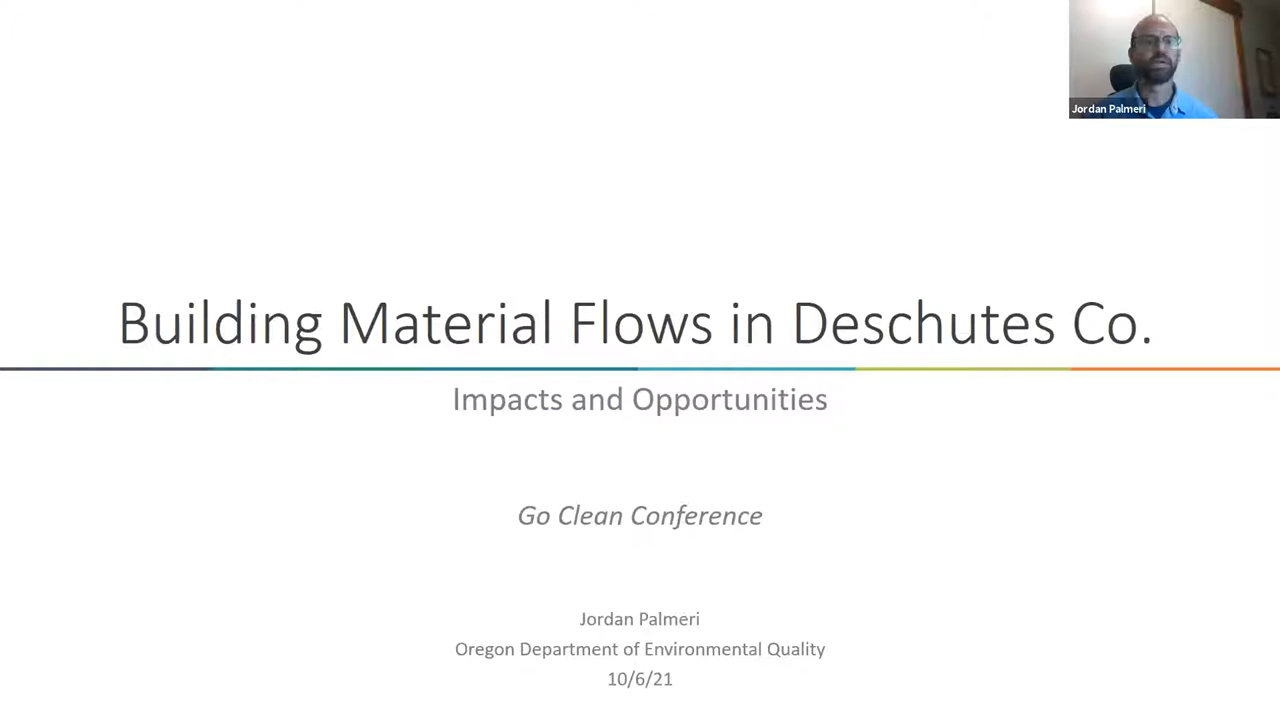 Jordan Palmeri
Building Material Flows in Deschutes Co.
Impacts and Opportunities
Go Clean Conference
Jordan Palmeri
Oregon Department of Environmental Quality
10/6/21